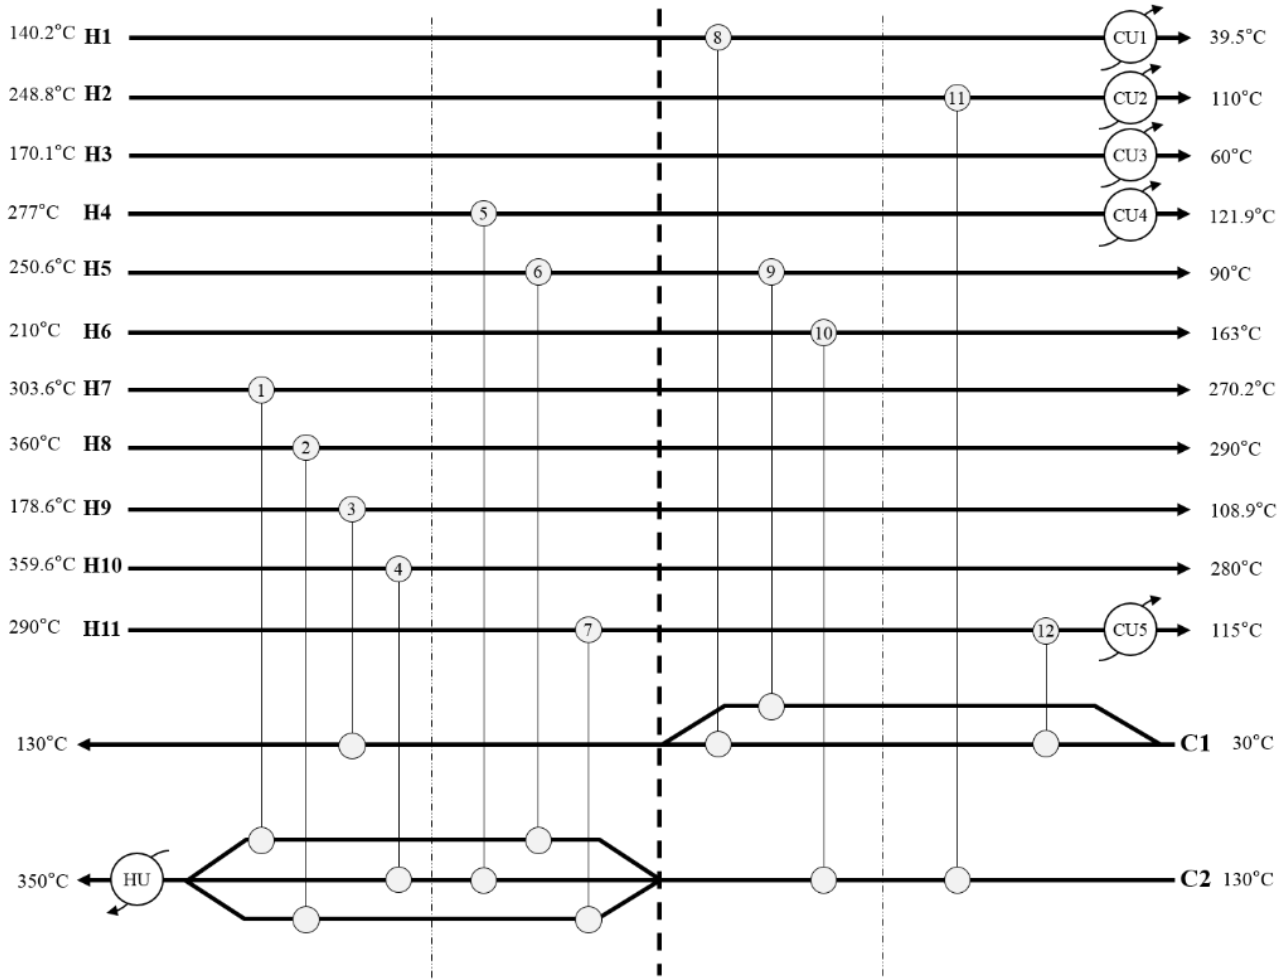 140.2°C H1 8 CU1 39.5°C
248.8°C H2 11 CU2 110°C
170.1°C H3 CU3 60°C
277°C H4 5 CU4 121.9°C
250.6°C H5 6 9 90°C
210°C H6 10 163°C
303.6°C H7 1 270.2°C
360°C H8 2 290°C
178.6°C H9 3 108.9°C
359.6°C H10 4 280°C
290°C H11 7 12 CU5 115°C
130°C C1 30°C
350°C HU C2 130°C